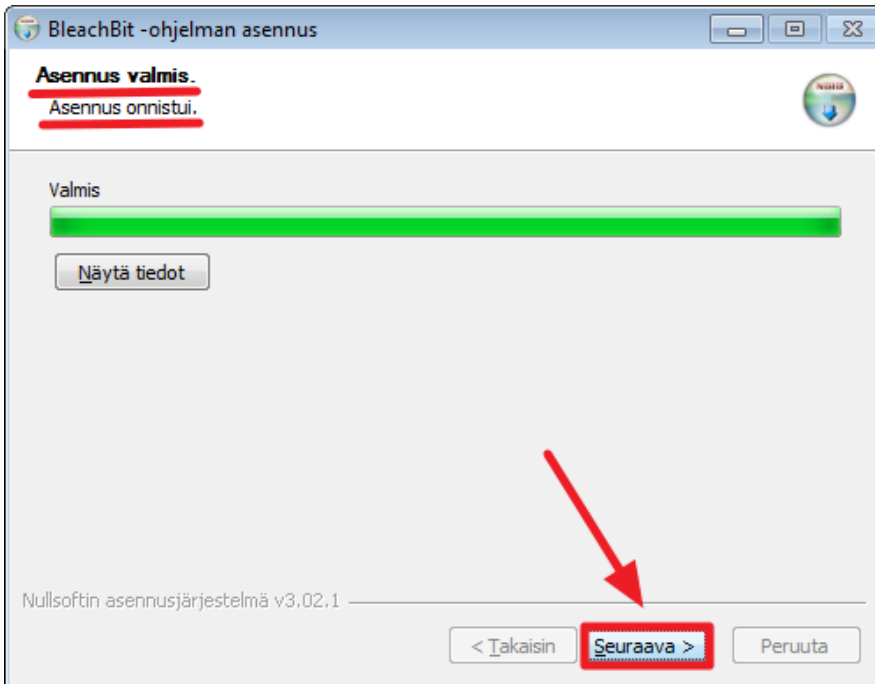 BleachBit -ohjelman asennus
Asennus valmis.
Asennus onnistui.
Valmis
Näytä tiedot
Nullsoftin asennusjärjestelmä v3.02.1
< Takaisin
Seuraava >
Peruuta